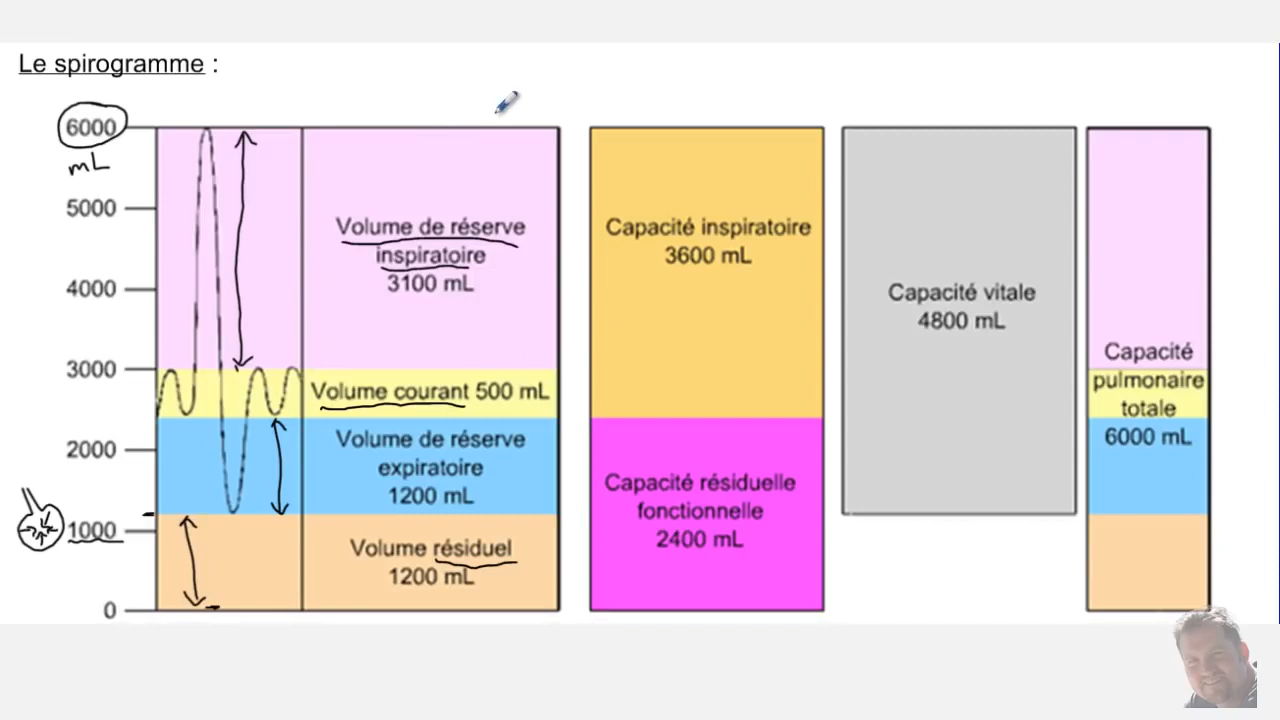 Le spirogramme :
6000
mL
5000
4000
3000
2000
1000
0
Volume de réserve
inspiratoire
3100 mL
Volume courant 500 mL
Volume de réserve
expiratoire
1200 mL
Volume résiduel
1200 mL
Capacité inspiratoire
3600 mL
Capacité résiduelle
fonctionnelle
2400 mL
Capacité vitale
4800 mL
Capacité
pulmonaire
totale
6000 mL